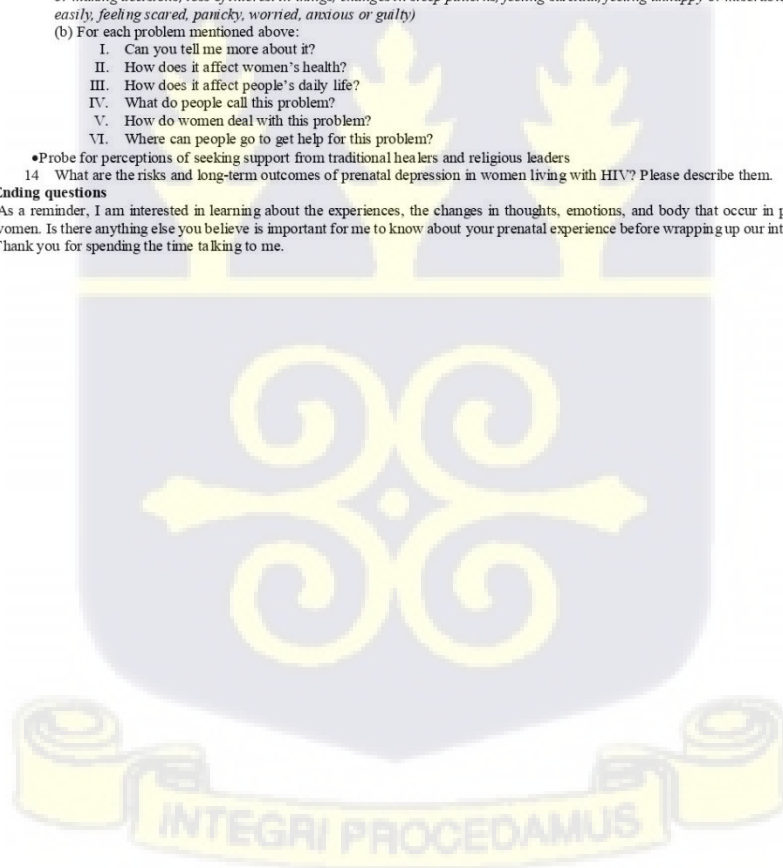 easily, feeling scared, panicky, worried, anxious or guilty)
(b) For each problem mentioned above:
I. Can you tell me more about it?
II. How does it affect women's health?
III. How does it affect people's daily life?
IV. What do people call this problem?
V. How do women deal with this problem?
VI. Where can people go to get help for this problem?
•Probe for perceptions of seeking support from traditional healers and religious leaders
14 What are the risks and long-term outcomes of prenatal depression in women living with HIV? Please describe them.
Ending questions
As a reminder, I am interested in learning about the experiences, the changes in thoughts, emotions, and body that occur in
women. Is there anything else you believe is important for me to know about your prenatal experience before wrapping up our
Thank you for spending the time talking to me.
INTEGRI PROCEDAMUS